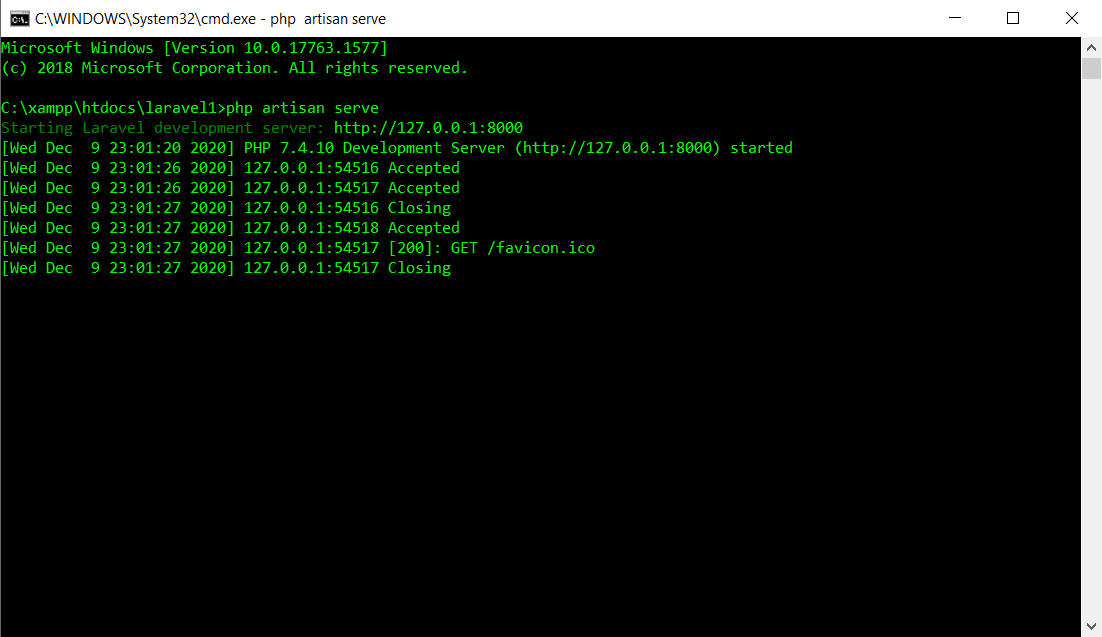 C:\WINDOWS\System32\cmd.exe - php  artisan serve
Microsoft Windows [Version 10.0.17763.1577]
(c) 2018 Microsoft Corporation. All rights reserved.
C:\xampp\htdocs\laravel1>php artisan serve
Starting Laravel development server: http://127.0.0.1:8000
[Wed Dec  9 23:01:20 2020] PHP 7.4.10 Development Server (http://127.0.0.1:8000) started
[Wed Dec  9 23:01:26 2020] 127.0.0.1:54516 Accepted
[Wed Dec  9 23:01:26 2020] 127.0.0.1:54517 Accepted
[Wed Dec  9 23:01:27 2020] 127.0.0.1:54516 Closing
[Wed Dec  9 23:01:27 2020] 127.0.0.1:54518 Accepted
[Wed Dec  9 23:01:27 2020] 127.0.0.1:54517 [200]: GET /favicon.ico
[Wed Dec  9 23:01:27 2020] 127.0.0.1:54517 Closing